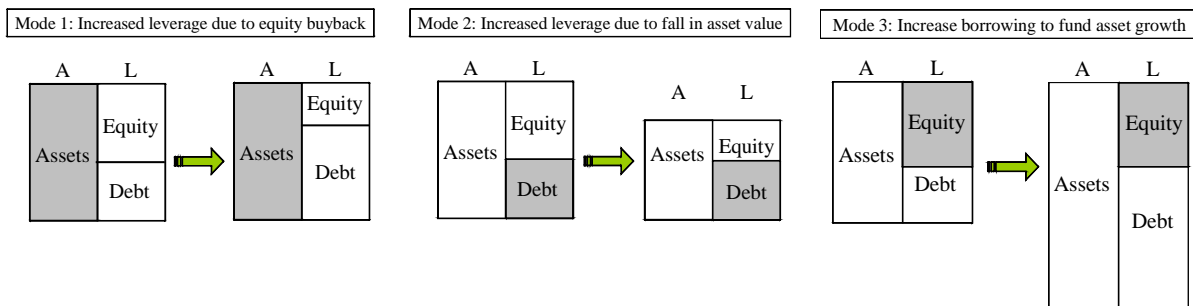 Mode 1: Increased leverage due to equity buyback
A L
Assets
Equity
Debt
A L
Assets
Equity
Debt
Mode 2: Increased leverage due to fall in asset value
A L
Assets
Equity
Debt
A L
Assets
Equity
Debt
Mode 3: Increase borrowing to fund asset growth
A L
Assets
Equity
Debt
A L
Assets
Equity
Debt